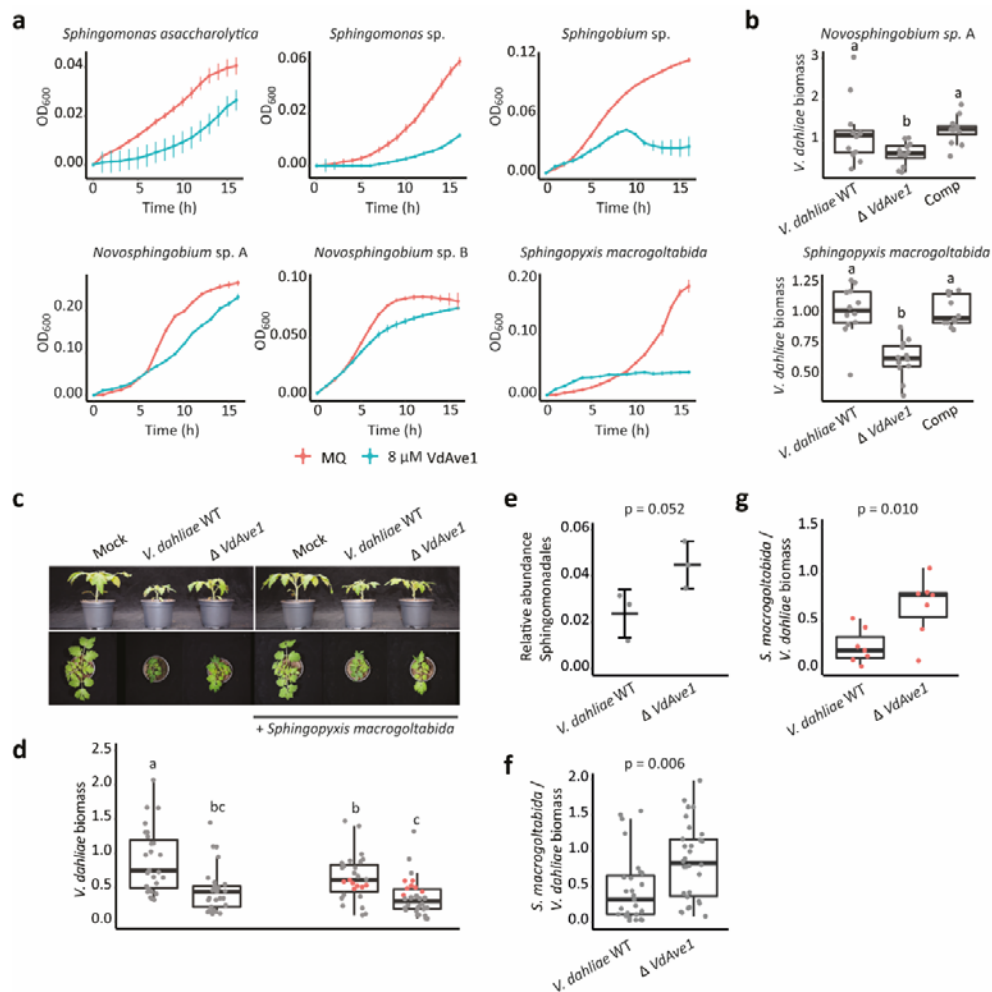 a
Sphingomonas asaccharolytica
Sphingomonas sp.
Sphingobium sp.
OD600
0.04
0.02
0.00
0
5
10
15
Time (h)
OD600
0.06
0.04
0.02
0.00
0
5
10
15
Time (h)
OD600
0.12
0.09
0.06
0.03
0.00
0
5
10
15
Time (h)
Novosphingobium sp. A
Novosphingobium sp. B
Sphingopyxis macrogoltabida
OD600
0.20
0.10
0.00
0
5
10
15
Time (h)
OD600
0.10
0.050
0.00
0
5
10
15
Time (h)
OD600
0.20
0.10
0.00
0
5
10
15
Time (h)
MQ
8 µM VdAve1
b
Novosphingobium sp. A
V. dahliae biomass
3
2
1
a
b
a
V. dahliae WT
Δ VdAve1
Comp
Sphingopyxis macrogoltabida
V. dahliae biomass
1.25
1.00
0.75
0.50
a
b
a
V. dahliae WT
Δ VdAve1
Comp
c
Mock
V. dahliae WT
Δ VdAve1
Mock
V. dahliae WT
Δ VdAve1
+ Sphingopyxis macrogoltabida
d
V. dahliae biomass
2.5
2.0
1.5
1.0
0.5
0.0
a
bc
b
c
e
p = 0.052
Relative abundance
Sphingomonadales
0.06
0.04
0.02
0.00
V. dahliae WT
Δ VdAve1
f
p = 0.006
S. macrogoltabida /
V. dahliae biomass
2.0
1.5
1.0
0.5
0.0
V. dahliae WT
Δ VdAve1
g
p = 0.010
S. macrogoltabida /
V. dahliae biomass
1.5
1.0
0.5
0.0
V. dahliae WT
Δ VdAve1